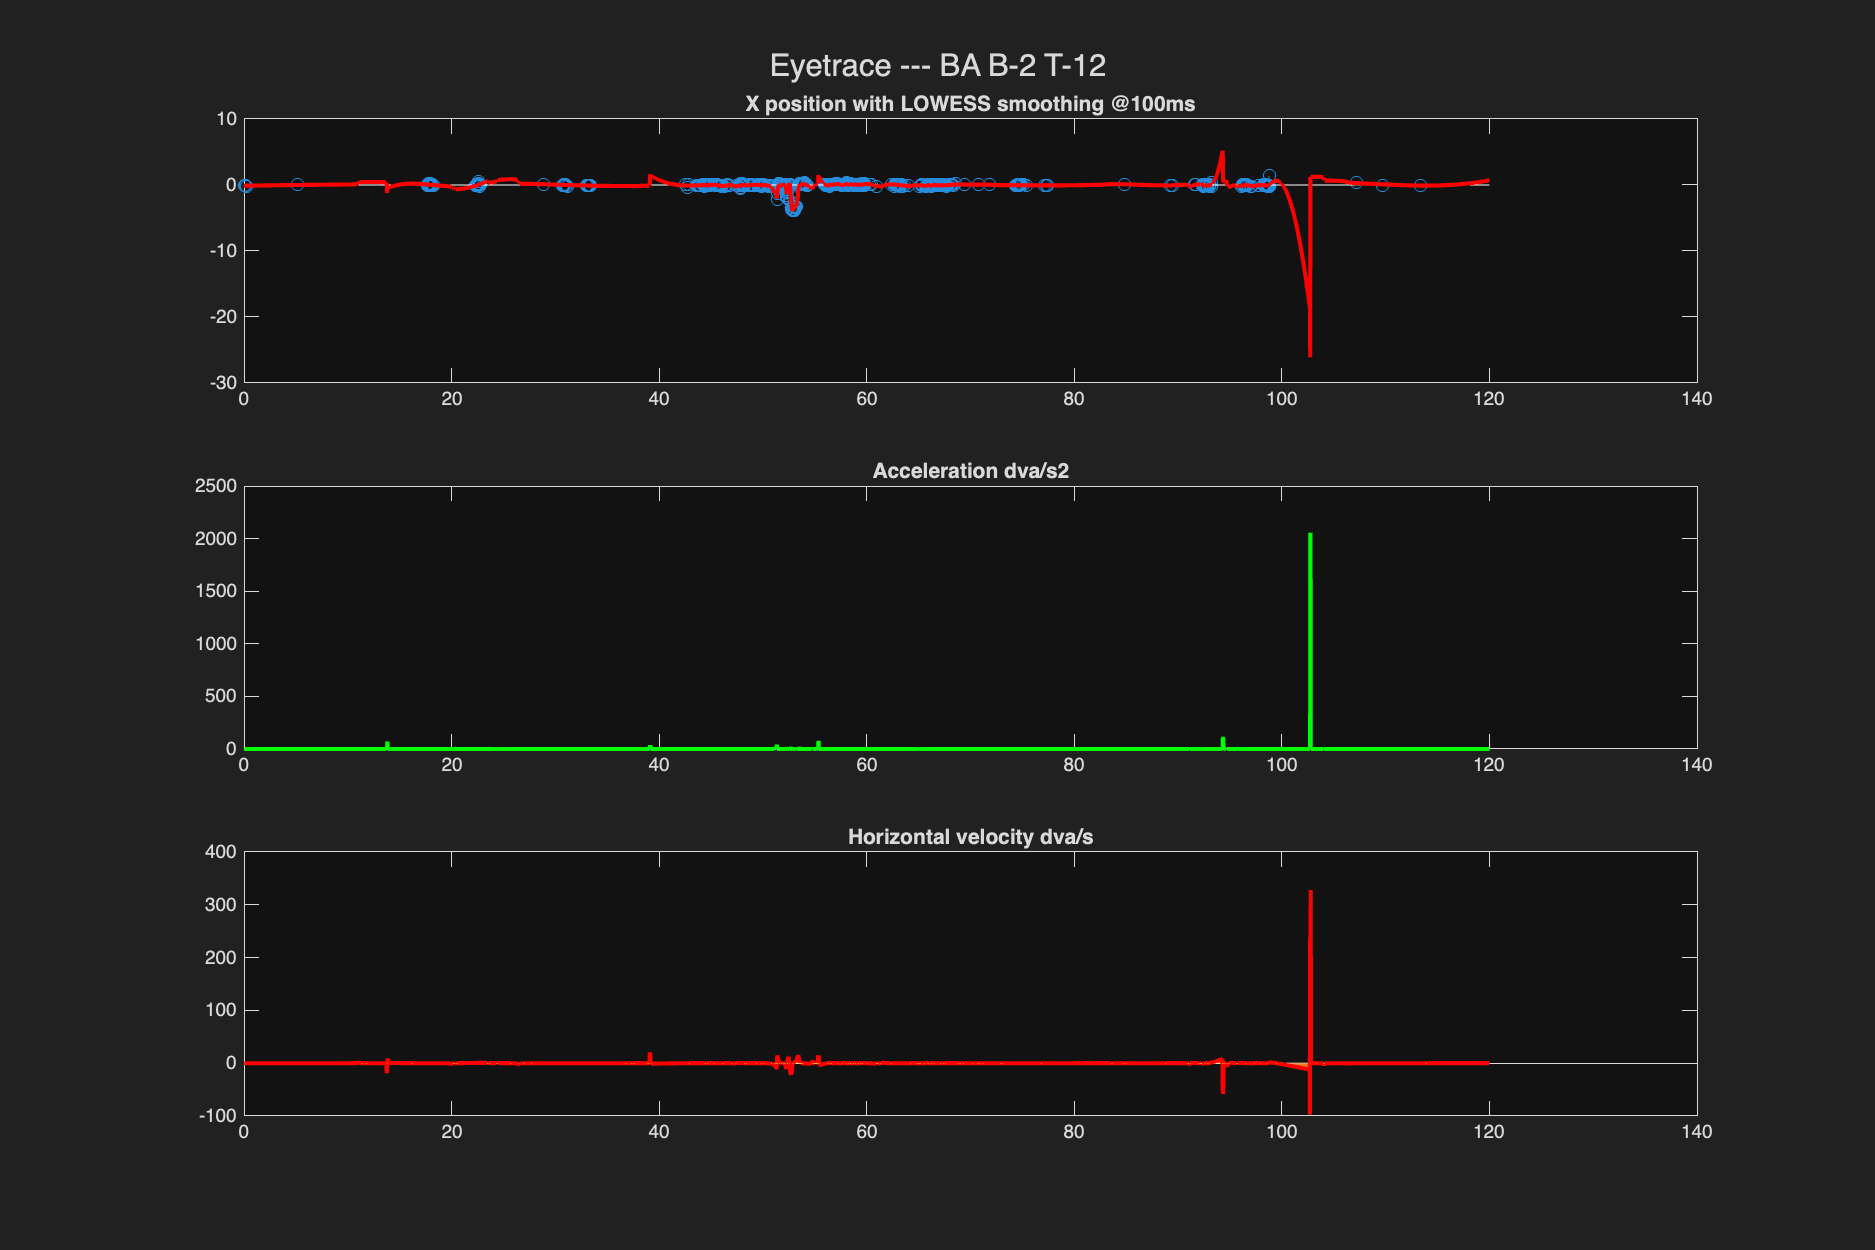 Eyetrace --- BA B-2 T-12
X position with LOWESS smoothing @100ms
10
0
-10
-20
-30
0 20 40 60 80 100 120 140
Acceleration dva/s2
2500
2000
1500
1000
500
0
0 20 40 60 80 100 120 140
Horizontal velocity dva/s
400
300
200
100
0
-100
0 20 40 60 80 100 120 140